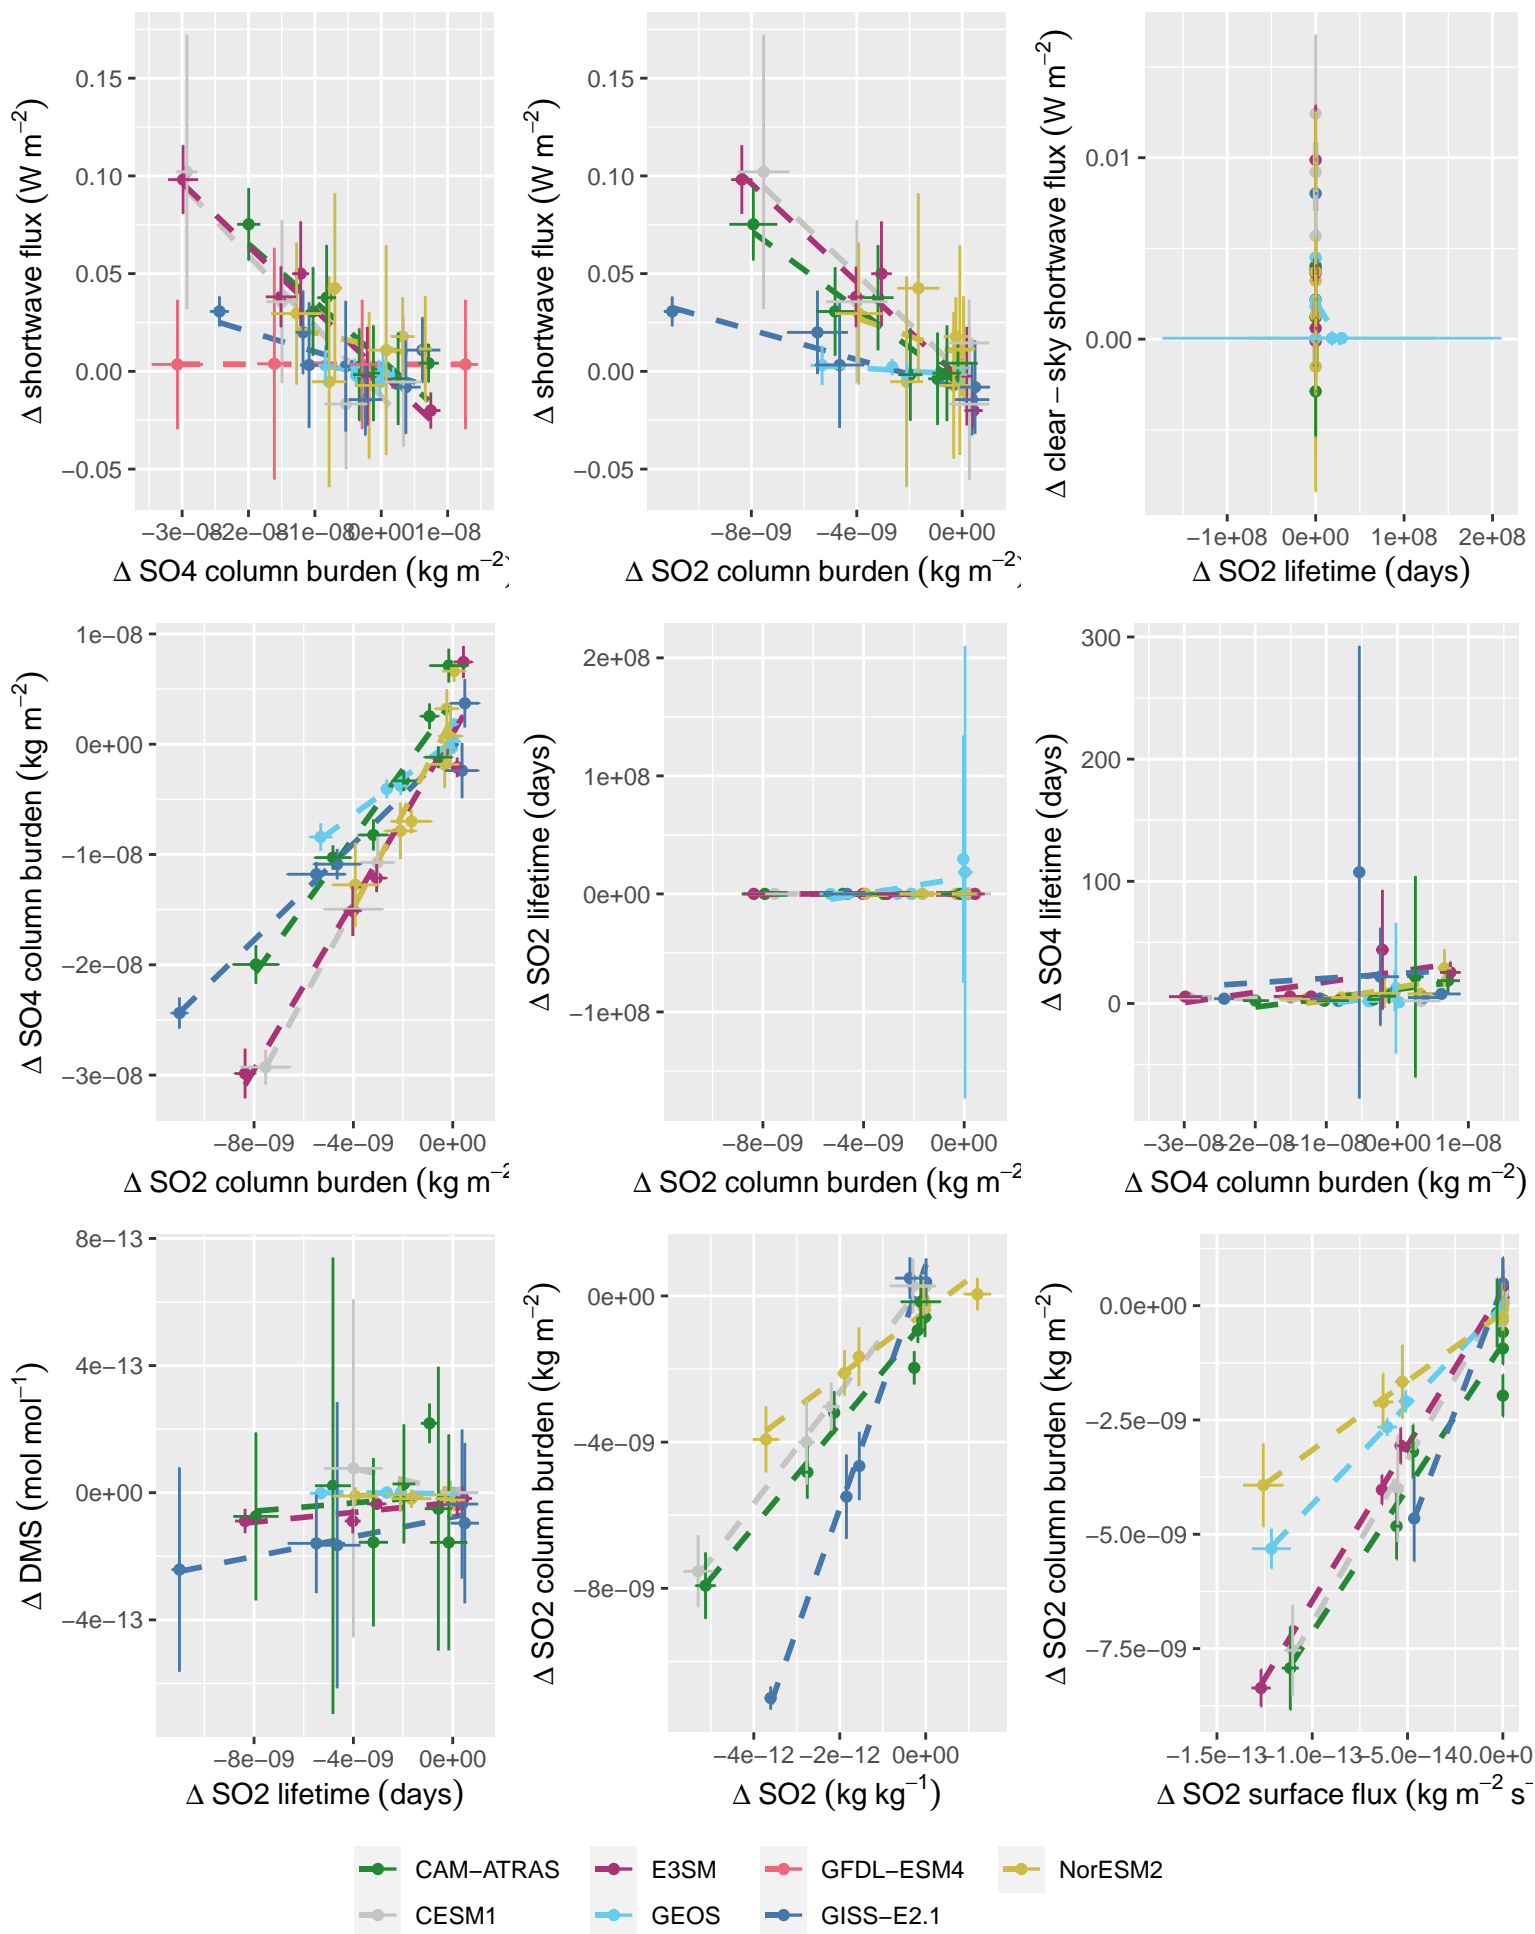 Δ shortwave flux (W m−2)
0.15
0.10
0.05
0.00
−0.05
−3e−08 −2e−08 −1e−08 0e+00 1e−08
Δ SO4 column burden (kg m−2)
Δ shortwave flux (W m−2)
0.15
0.10
0.05
0.00
−0.05
−8e−09 −4e−09 0e+00
Δ SO2 column burden (kg m−2)
Δ clear−sky shortwave flux (W m−2)
0.01
0.00
−1e+08 0e+00 1e+08 2e+08
Δ SO2 lifetime (days)
Δ SO4 column burden (kg m−2)
1e−08
0e+00
−1e−08
−2e−08
−3e−08
−8e−09 −4e−09 0e+00
Δ SO2 column burden (kg m−2
Δ SO2 lifetime (days)
2e+08
1e+08
0e+00
−1e+08
−8e−09 −4e−09 0e+00
Δ SO2 column burden (kg m−2
Δ SO4 lifetime (days)
300
200
100
0
−3e−08 −2e−08 −1e−08 0e+00 1e−08
Δ SO4 column burden (kg m−2)
Δ DMS (mol mol−1)
8e−13
4e−13
0e+00
−4e−13
−8e−09 −4e−09 0e+00
Δ SO2 lifetime (days)
Δ SO2 column burden (kg m−2)
0e+00
−4e−09
−8e−09
−4e−12 −2e−12 0e+00
Δ SO2 (kg kg−1)
Δ SO2 column burden (kg m−2)
0.0e+00
−2.5e−09
−5.0e−09
−7.5e−09
−1.5e−13 −1.0e−13 −5.0e−14 0.0e+0
Δ SO2 surface flux (kg m−2 s−
CAM−ATRAS E3SM GFDL−ESM4 NorESM2
CESM1 GEOS GISS−E2.1